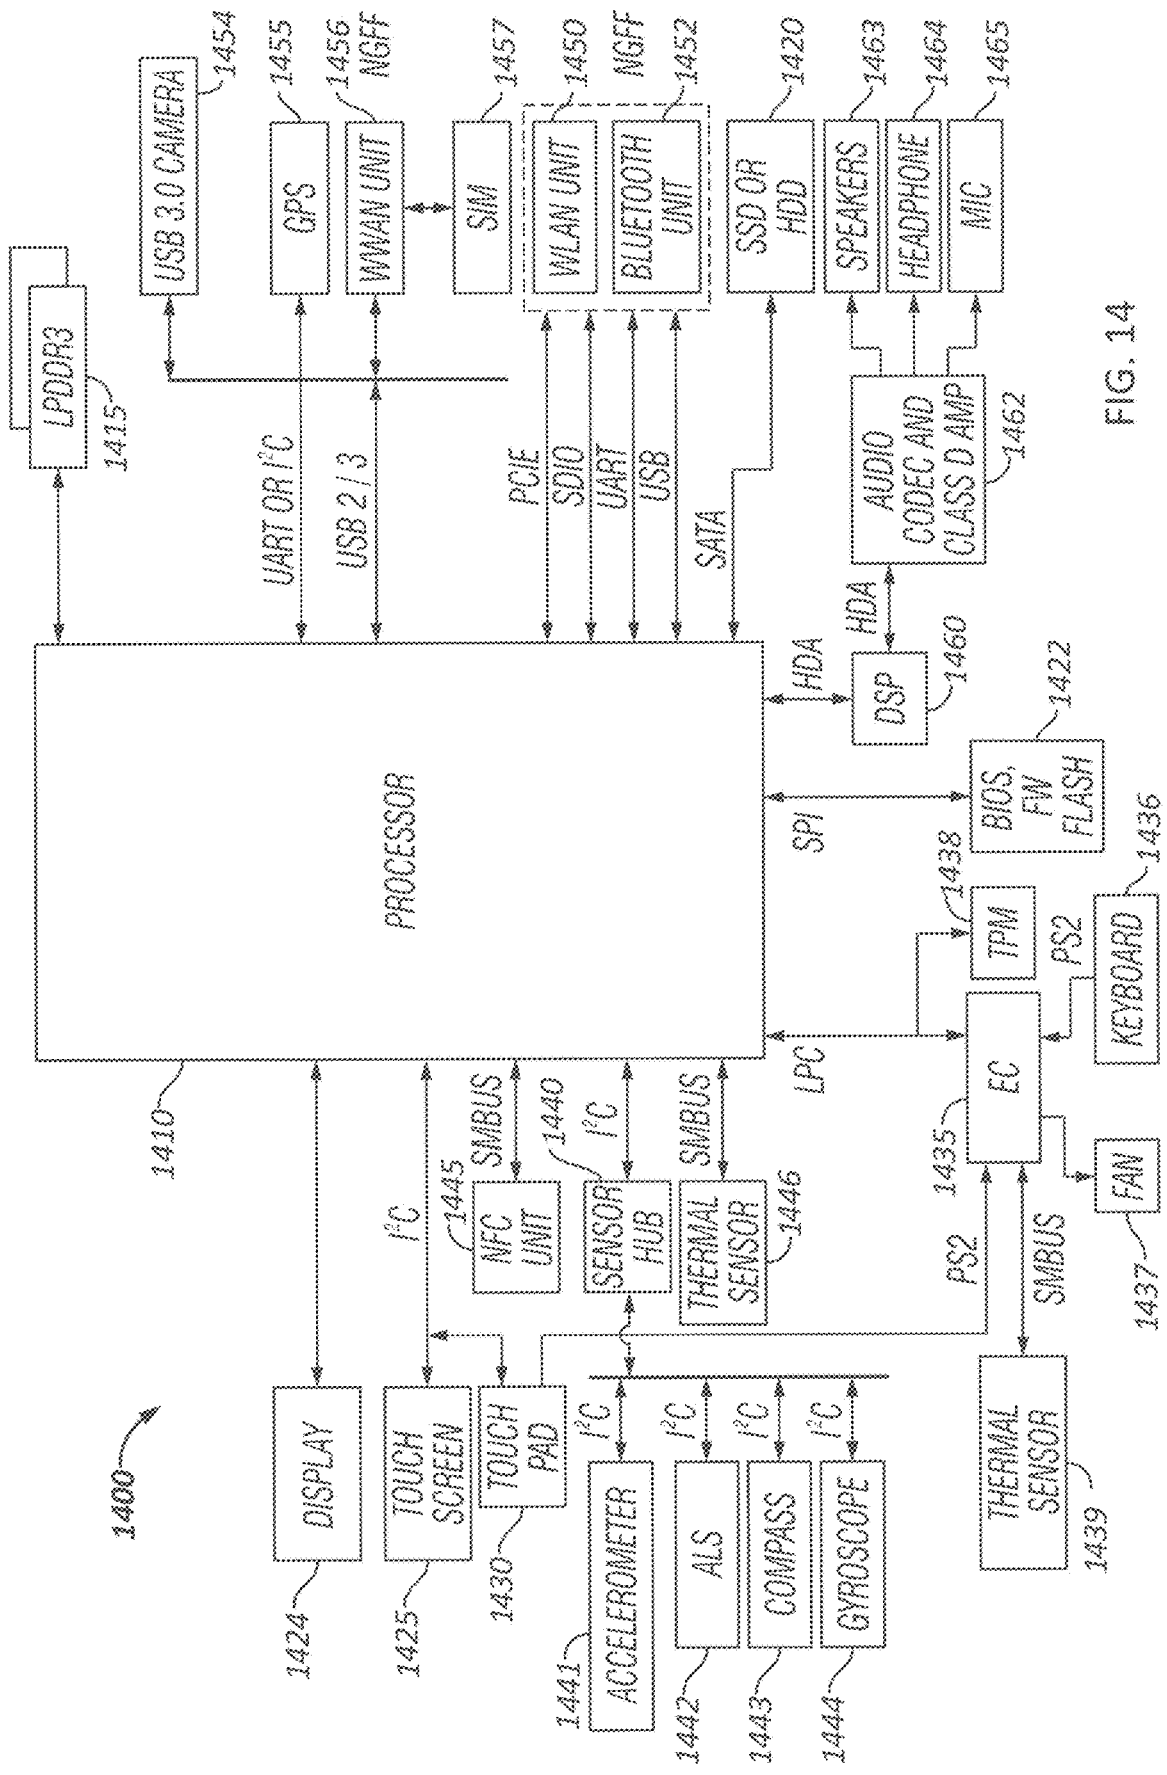 1400
LPDDR3
1415
USB 3.0 CAMERA
1454
DISPLAY
1424
TOUCH
SCREEN
1425
I²C
TOUCH
PAD
1430
PROCESSOR
1410
UART OR I²C
GPS
1455
USB 2 / 3
WWAN UNIT
1456
NGFF
SIM
1457
SMBUS
NFC
UNIT
1445
I²C
SENSOR
HUB
1440
SMBUS
THERMAL
SENSOR
1446
PCIE
SDIO
UART
USB
WLAN UNIT
1450
BLUETOOTH
UNIT
1452
NGFF
SATA
SSD OR
HDD
1420
ACCELEROMETER
1441
I²C
ALS
1442
I²C
COMPASS
1443
I²C
GYROSCOPE
1444
I²C
LPC
SPI
HDA
DSP
1460
HDA
AUDIO
CODEC AND
CLASS D AMP
1462
SPEAKERS
1463
HEADPHONE
1464
MIC
1465
PS2
SMBUS
THERMAL
SENSOR
1439
EC
1435
TPM
1438
BIOS,
FW
FLASH
1422
PS2
FAN
1437
KEYBOARD
1436
FIG. 14